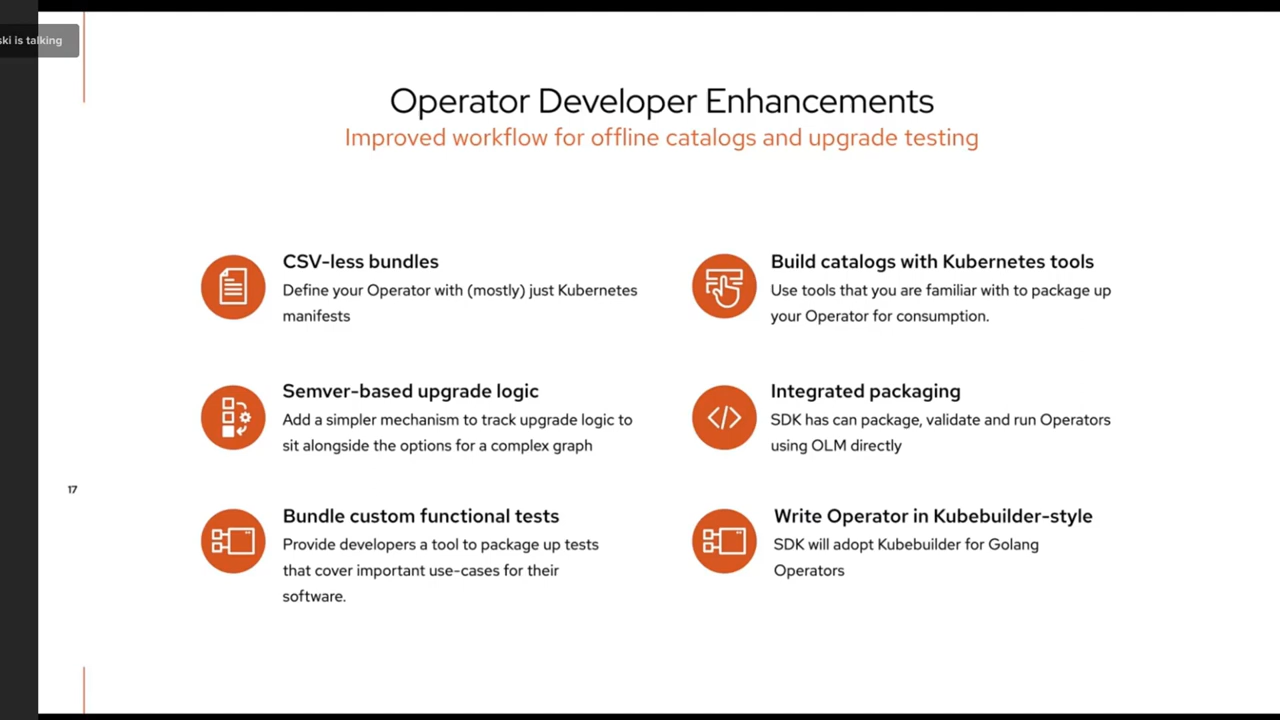 ski is talking
Operator Developer Enhancements
Improved workflow for offline catalogs and upgrade testing
CSV-less bundles
Define your Operator with (mostly) just Kubernetes
manifests
Build catalogs with Kubernetes tools
Use tools that you are familiar with to package up
your Operator for consumption.
Semver-based upgrade logic
Add a simpler mechanism to track upgrade logic to
sit alongside the options for a complex graph
Integrated packaging
SDK has can package, validate and run Operators
using OLM directly
17
Bundle custom functional tests
Provide developers a tool to package up tests
that cover important use-cases for their
software.
Write Operator in Kubebuilder-style
SDK will adopt Kubebuilder for Golang
Operators